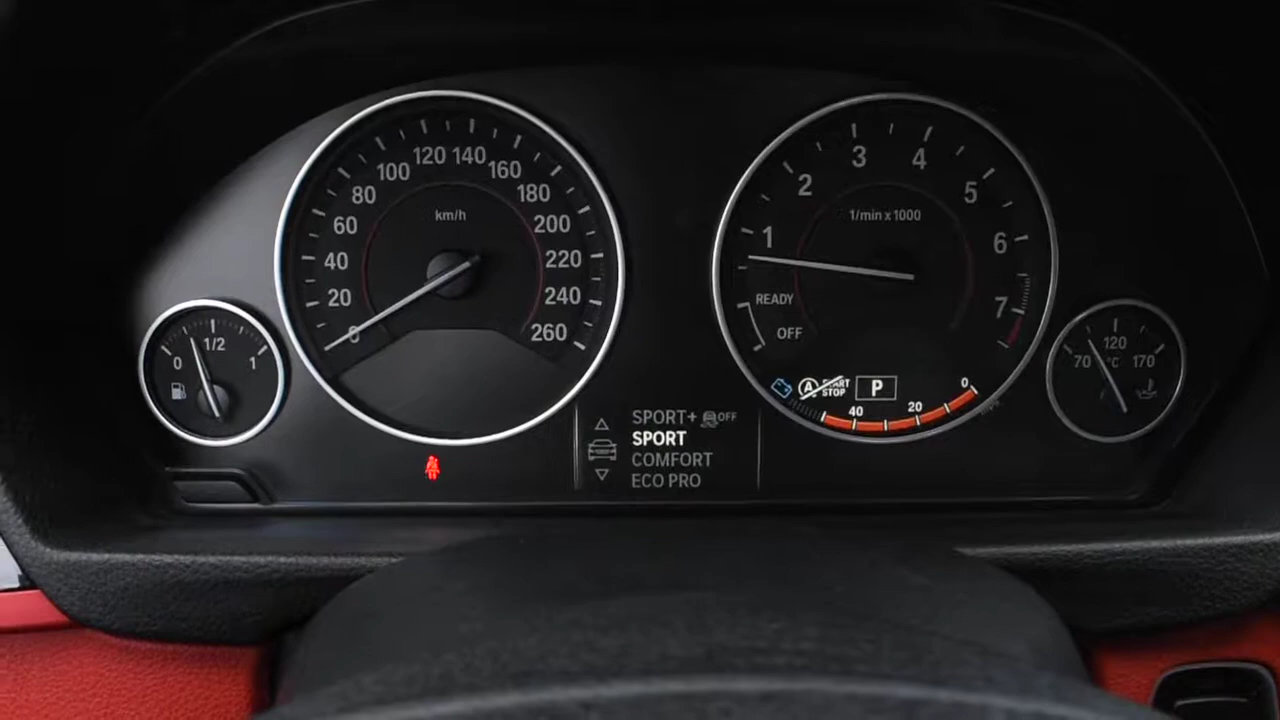 0
20
40
60
80
100
120
140
160
180
200
220
240
260
km/h
0
1/2
1
SPORT+ OFF
SPORT
COMFORT
ECO PRO
1
2
3
4
5
6
7
1/min x 1000
READY
OFF
A START
STOP
P
40
20
0
70
120
170
°C